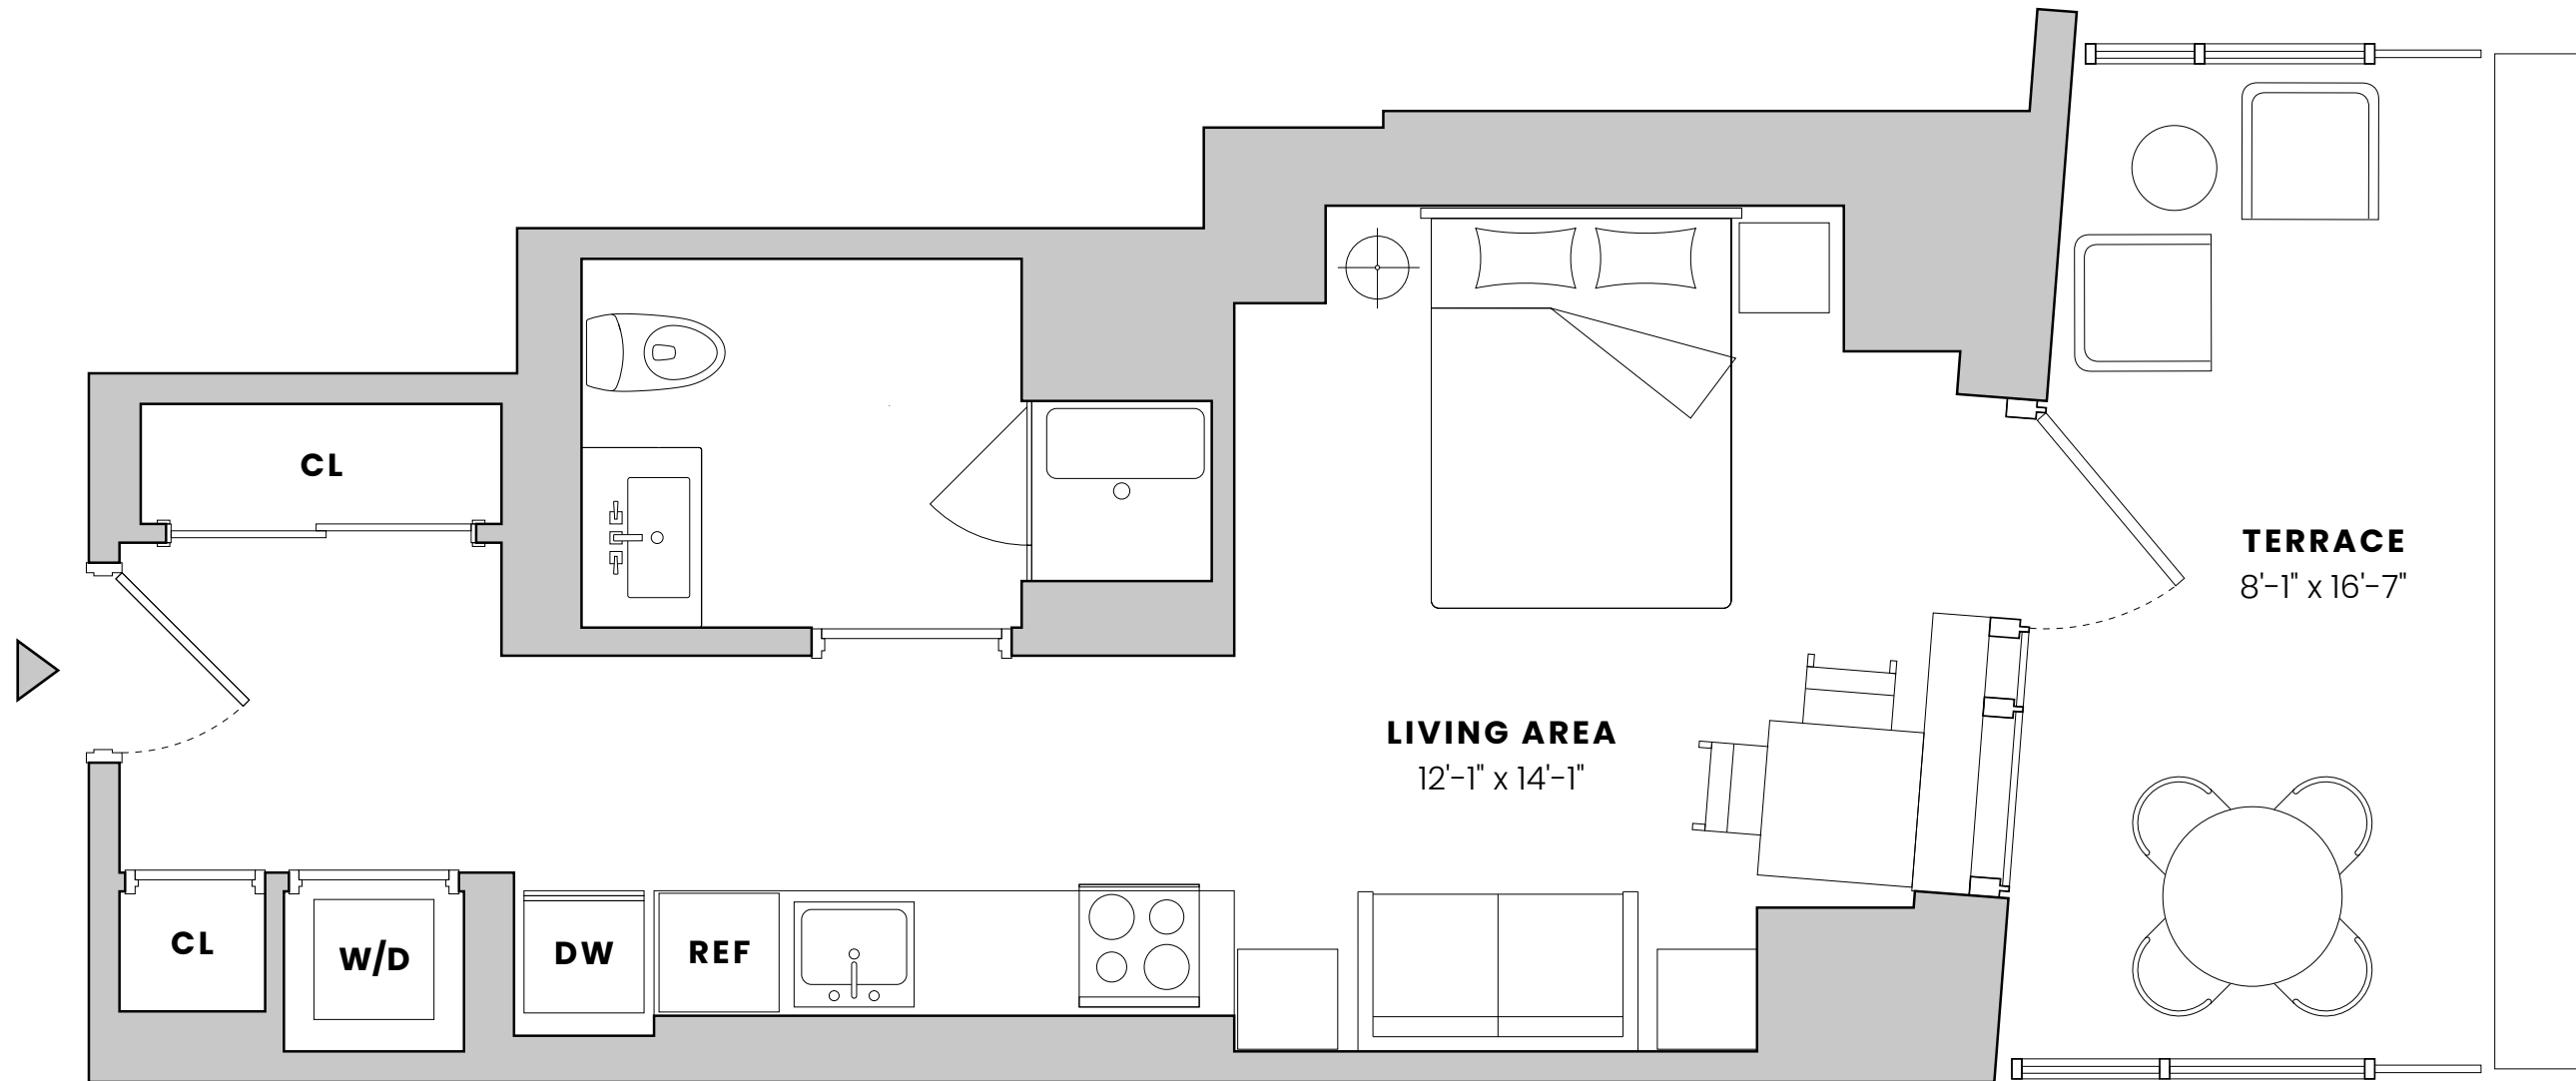 CL
TERRACE
8'-1" x 16'-7"
LIVING AREA
12'-1" x 14'-1"
CL
W/D
DW
REF